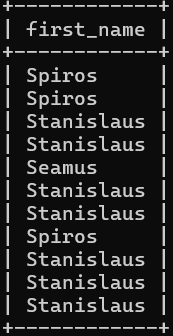 +------------+
| first_name |
+------------+
| Spiros     |
| Spiros     |
| Stanislaus |
| Stanislaus |
| Seamus     |
| Stanislaus |
| Stanislaus |
| Spiros     |
| Stanislaus |
| Stanislaus |
| Stanislaus |
+------------+